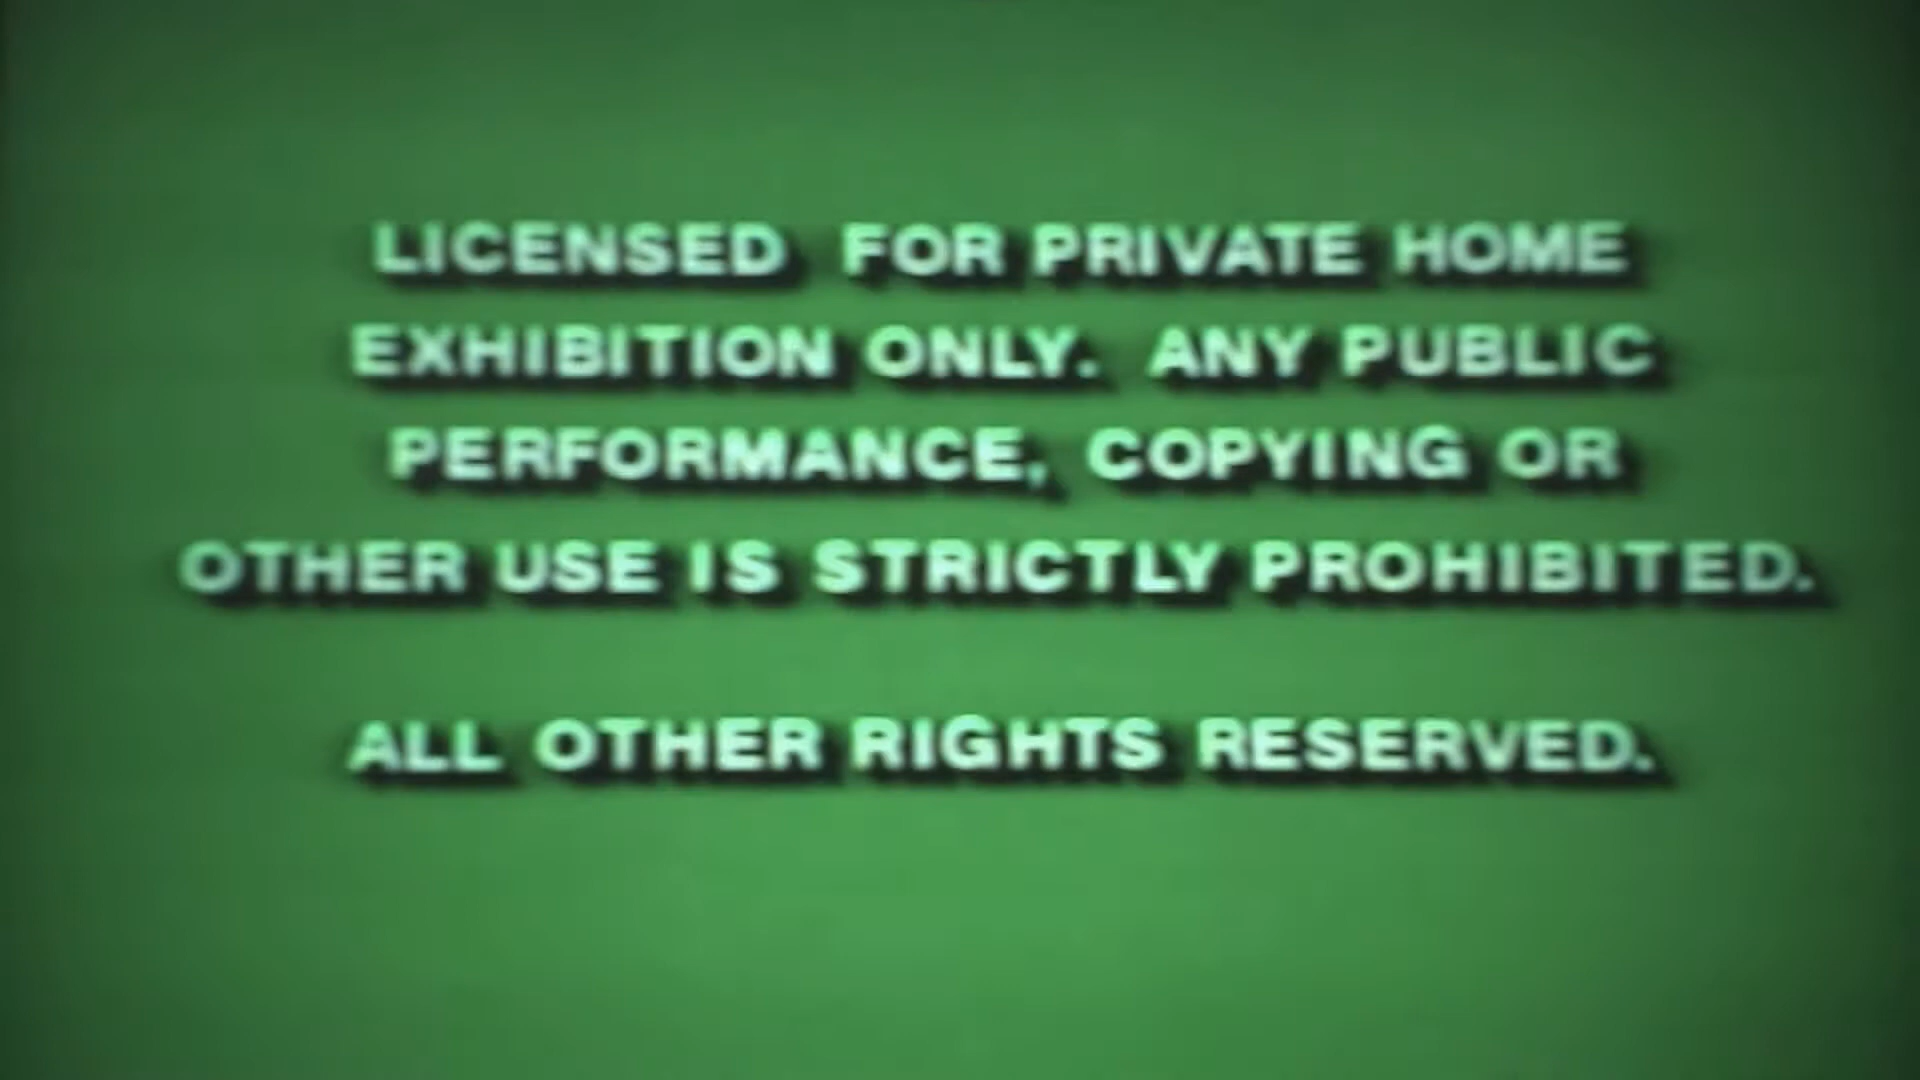 LICENSED FOR PRIVATE HOME
EXHIBITION ONLY. ANY PUBLIC
PERFORMANCE, COPYING OR
OTHER USE IS STRICTLY PROHIBITED.
ALL OTHER RIGHTS RESERVED.